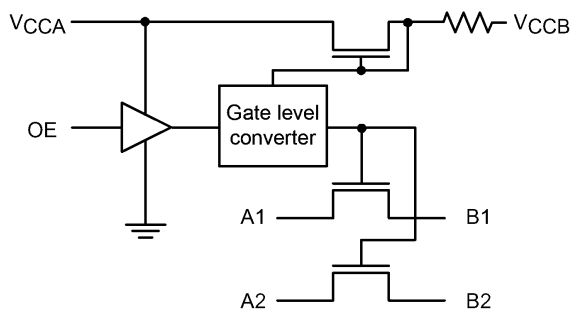 VCCA
VCCB
OE
Gate level
converter
A1
B1
A2
B2